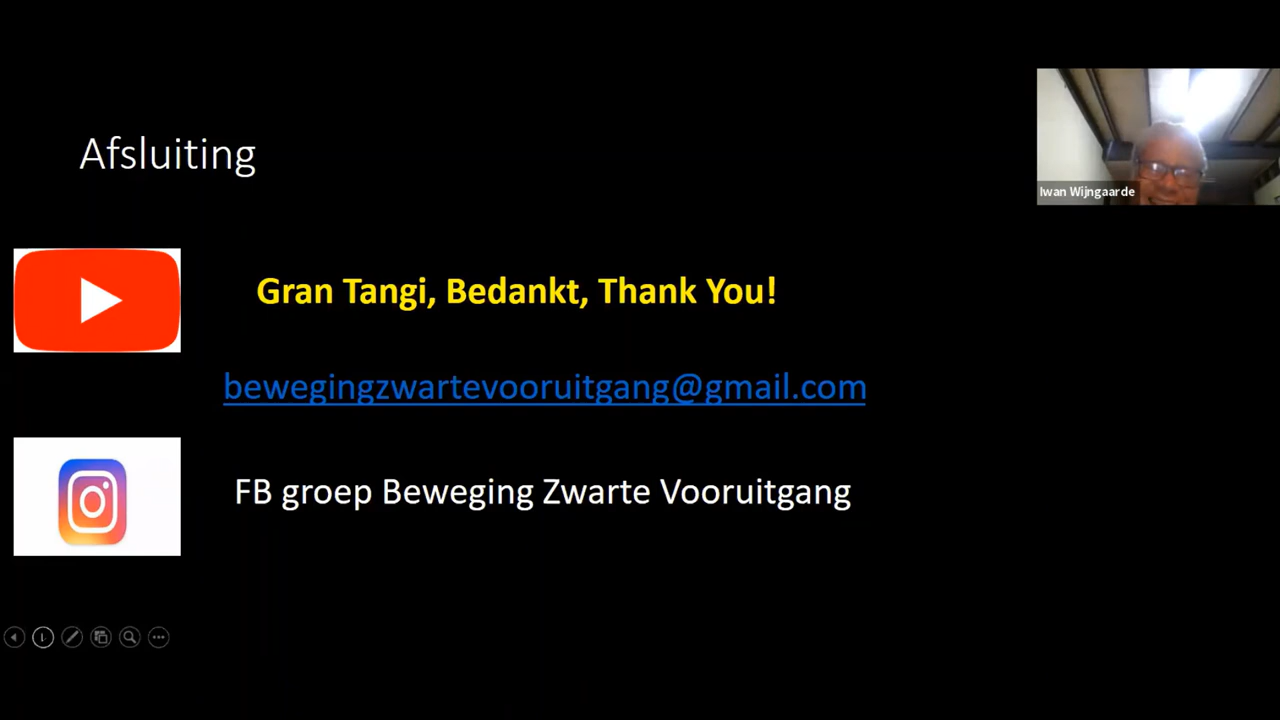 Afsluiting
Iwan Wijngaarde
Gran Tangi, Bedankt, Thank You!
bewegingzwartevooruitgang@gmail.com
FB groep Beweging Zwarte Vooruitgang